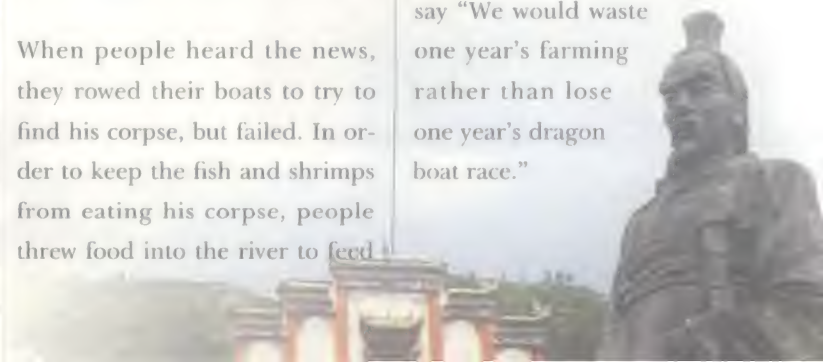 When people heard the news,
they rowed their boats to try to
find his corpse, but failed. In or-
der to keep the fish and shrimps
from eating his corpse, people
threw food into the river to feed
say “We would waste
one year's farming
rather than lose
one year's dragon
boat race.”